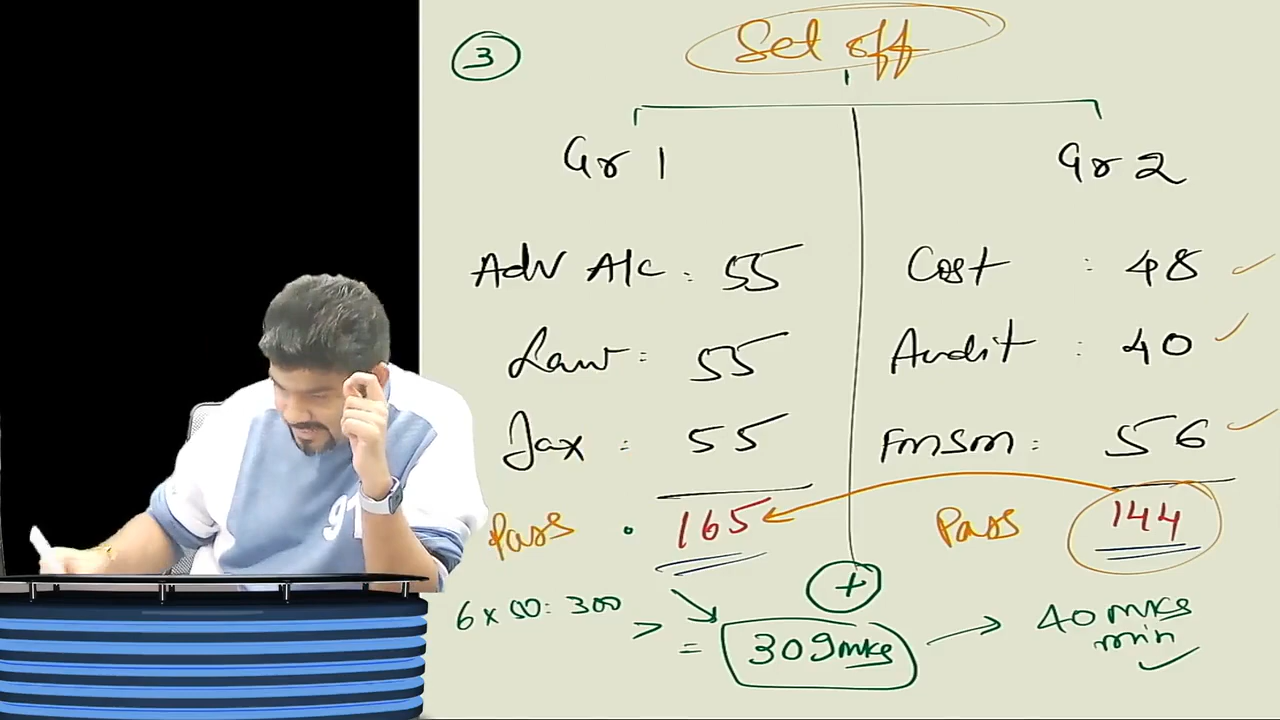 3
Set off
Gr 1
Gr 2
Adv A/c : 55
Law : 55
Tax : 55
Pass . 165
Cost : 48
Audit : 40
FMSM : 56
Pass 144
+
6 x 50 : 300 >
= 309 mks
40 mks
min
91